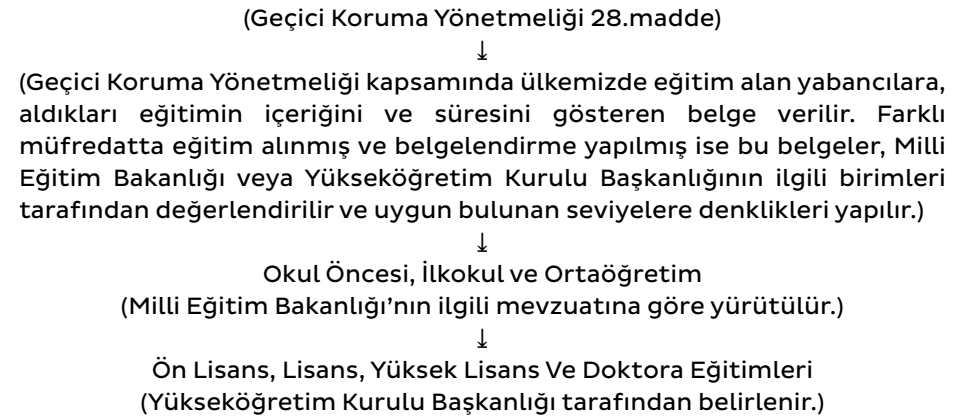 (Geçici Koruma Yönetmeliği 28.madde)
↓
(Geçici Koruma Yönetmeliği kapsamında ülkemizde eğitim alan yabancılara,
aldıkları eğitimin içeriğini ve süresini gösteren belge verilir. Farklı
müfredatta eğitim alınmış ve belgelendirme yapılmış ise bu belgeler, Milli
Eğitim Bakanlığı veya Yükseköğretim Kurulu Başkanlığının ilgili birimleri
tarafından değerlendirilir ve uygun bulunan seviyelere denklikleri yapılır.)
↓
Okul Öncesi, İlkokul ve Ortaöğretim
(Milli Eğitim Bakanlığı’nın ilgili mevzuatına göre yürütülür.)
↓
Ön Lisans, Lisans, Yüksek Lisans Ve Doktora Eğitimleri
(Yükseköğretim Kurulu Başkanlığı tarafından belirlenir.)